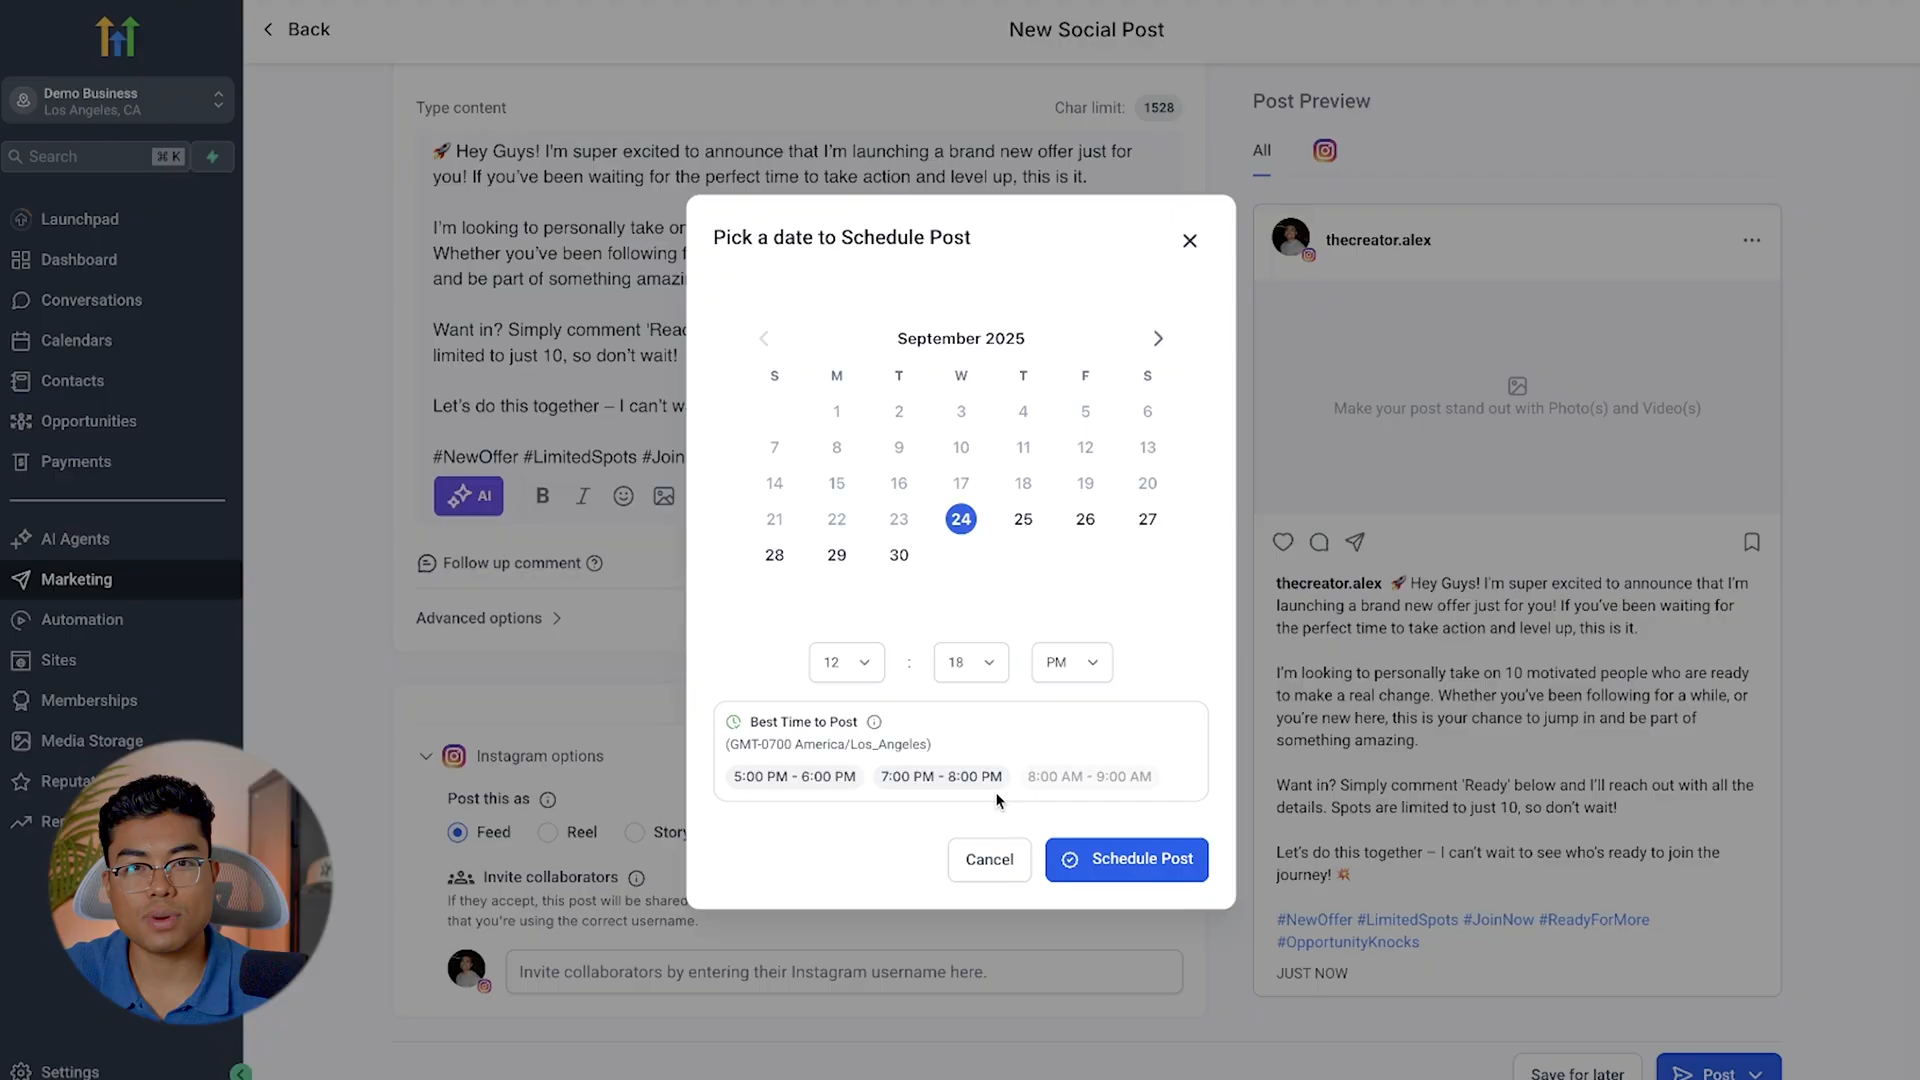 Back
New Social Post
Demo Business
Los Angeles, CA
Search
⌘ K
Launchpad
Dashboard
Conversations
Calendars
Contacts
Opportunities
Payments
AI Agents
Marketing
Automation
Sites
Memberships
Media Storage
Settings
Type content
Char limit: 1528
🚀 Hey Guys! I'm super excited to announce that I'm launching a brand new offer just for
you! If you've been waiting for the perfect time to take action and level up, this is it.
I'm looking to personally take
Whether you've been following
and be part of something
Want in? Simply comment
limited to just 10, so don't wait!
Let's do this together – I can't
#NewOffer #LimitedSpots
AI
B I
Follow up comment
Advanced options
Instagram options
Post this as
Feed Reel Story
Invite collaborators
If they accept, this post will be shared
that you're using the correct username.
Invite collaborators by entering their Instagram username here.
Pick a date to Schedule Post
September 2025
S M T W T F S
1 2 3 4 5 6
7 8 9 10 11 12 13
14 15 16 17 18 19 20
21 22 23 24 25 26 27
28 29 30
12 : 18 PM
Best Time to Post
(GMT-0700 America/Los_Angeles)
5:00 PM - 6:00 PM 7:00 PM - 8:00 PM 8:00 AM - 9:00 AM
Cancel
Schedule Post
Post Preview
All
thecreator.alex
Make your post stand out with Photo(s) and Video(s)
thecreator.alex 🚀 Hey Guys! I'm super excited to announce that I'm
launching a brand new offer just for you! If you've been waiting for
the perfect time to take action and level up, this is it.
I'm looking to personally take on 10 motivated people who are ready
to make a real change. Whether you've been following for a while, or
you're new here, this is your chance to jump in and be part of
something amazing.
Want in? Simply comment 'Ready' below and I'll reach out with all the
details. Spots are limited to just 10, so don't wait!
Let's do this together – I can't wait to see who's ready to join the
journey! 💥
#NewOffer #LimitedSpots #JoinNow #ReadyForMore
#OpportunityKnocks
JUST NOW
Save for later
Post